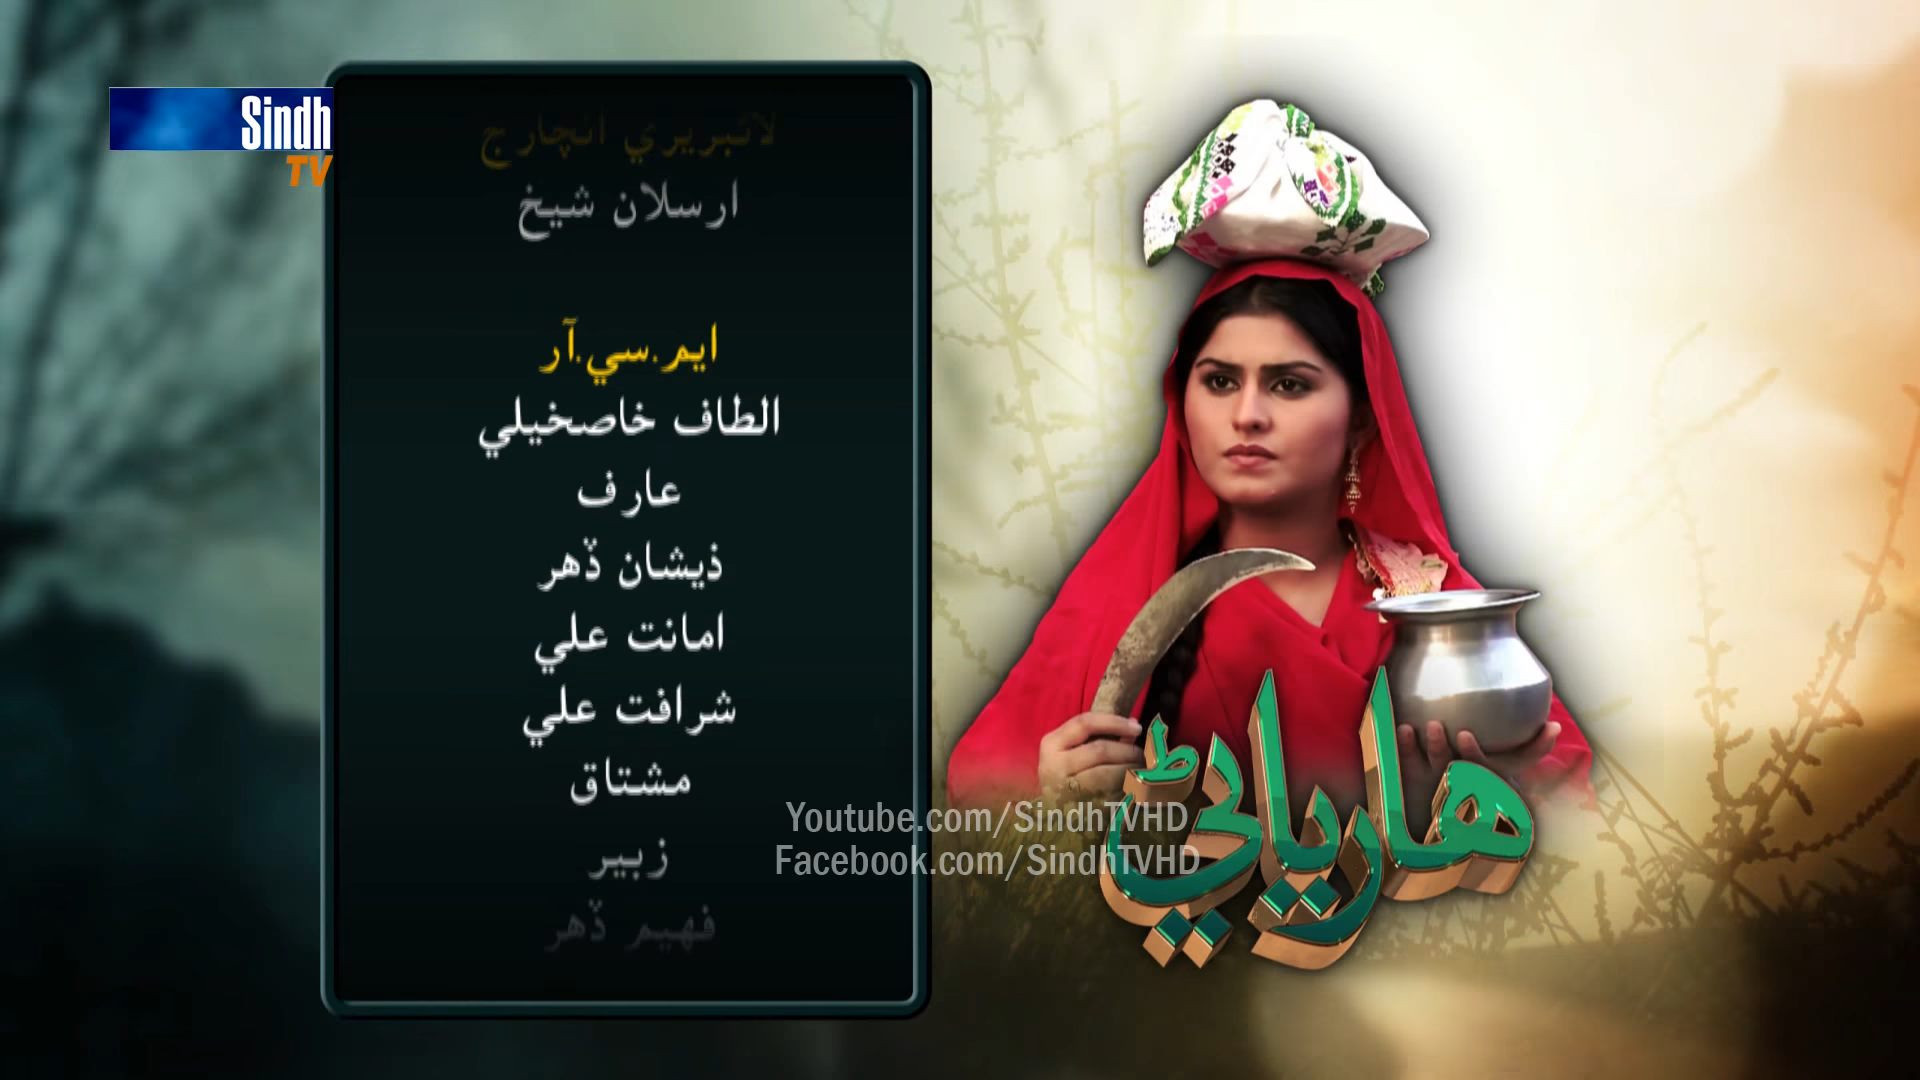 Sindh
TV
لائبريري انچارج
ارسلان شيخ
ايم.سي.آر
الطاف خاصخيلي
عارف
ذيشان ڏهر
امانت علي
شرافت علي
مشتاق
زبير
فهيم ڏهر
هارياڻي
Youtube.com/SindhTVHD
Facebook.com/SindhTVHD